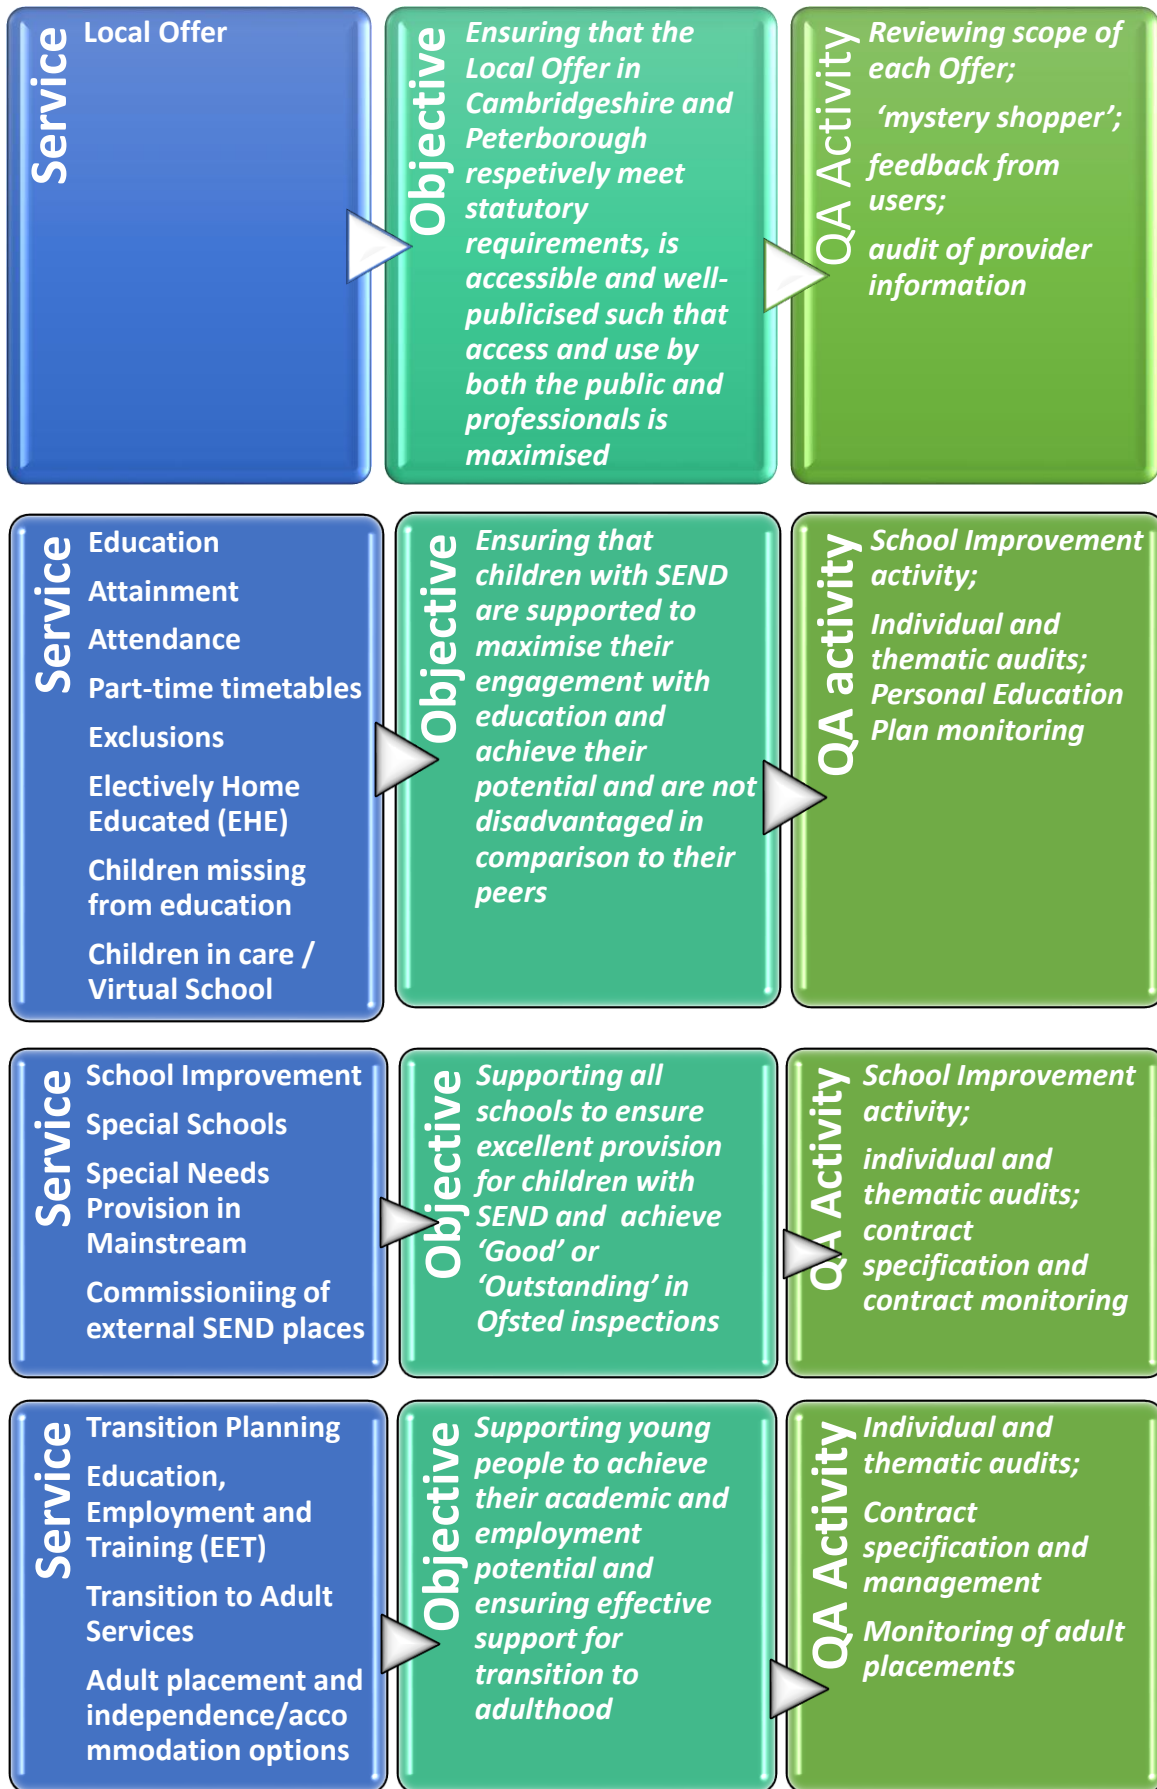 Service
Local Offer
Objective
Ensuring that the
Local Offer in
Cambridgeshire and
Peterborough
respetively meet
statutory
requirements, is
accessible and well-
publicised such that
access and use by
both the public and
professionals is
maximised
QA Activity
Reviewing scope of
each Offer;
‘mystery shopper’;
feedback from
users;
audit of provider
information
Service
Education
Attainment
Attendance
Part-time timetables
Exclusions
Electively Home
Educated (EHE)
Children missing
from education
Children in care /
Virtual School
Objective
Ensuring that
children with SEND
are supported to
maximise their
engagement with
education and
achieve their
potential and are not
disadvantaged in
comparison to their
peers
QA activity
School Improvement
activity;
Individual and
thematic audits;
Personal Education
Plan monitoring
Service
School Improvement
Special Schools
Special Needs
Provision in
Mainstream
Commissioniing of
external SEND places
Objective
Supporting all
schools to ensure
excellent provision
for children with
SEND and  achieve
‘Good’ or
‘Outstanding’ in
Ofsted inspections
QA Activity
School Improvement
activity;
individual and
thematic audits;
contract
specification and
contract monitoring
Service
Transition Planning
Education,
Employment and
Training (EET)
Transition to Adult
Services
Adult placement and
independence/acco
mmodation options
Objective
Supporting young
people to achieve
their academic and
employment
potential and
ensuring effective
support for
transition to
adulthood
QA Activity
Individual and
thematic audits;
Contract
specification and
management
Monitoring of adult
placements